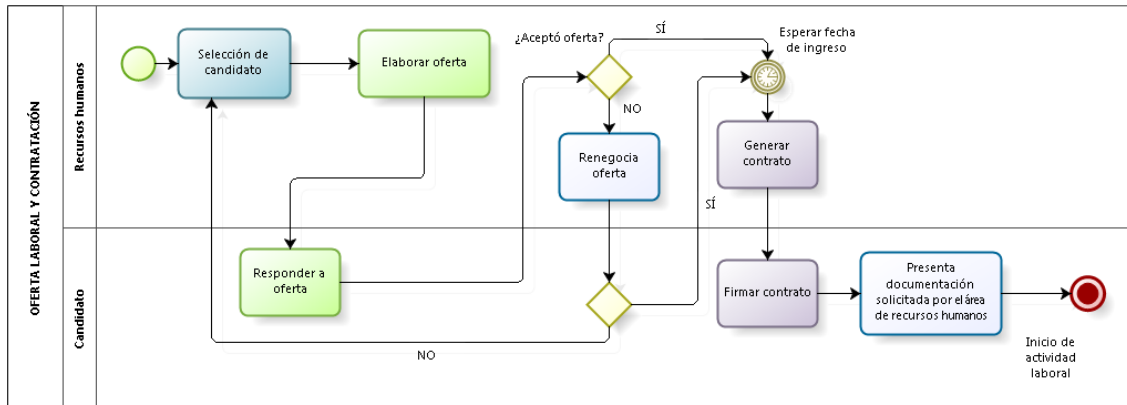 OFERTA LABORAL Y CONTRATACIÓN
Recursos humanos
Selección de
candidato
Elaborar oferta
¿Aceptó oferta?
SÍ
Esperar fecha
de ingreso
NO
Renegocia
oferta
Generar
contrato
SÍ
Candidato
Responder a
oferta
Firmar contrato
Presenta
documentación
solicitada por el área
de recursos humanos
NO
Inicio de
actividad
laboral